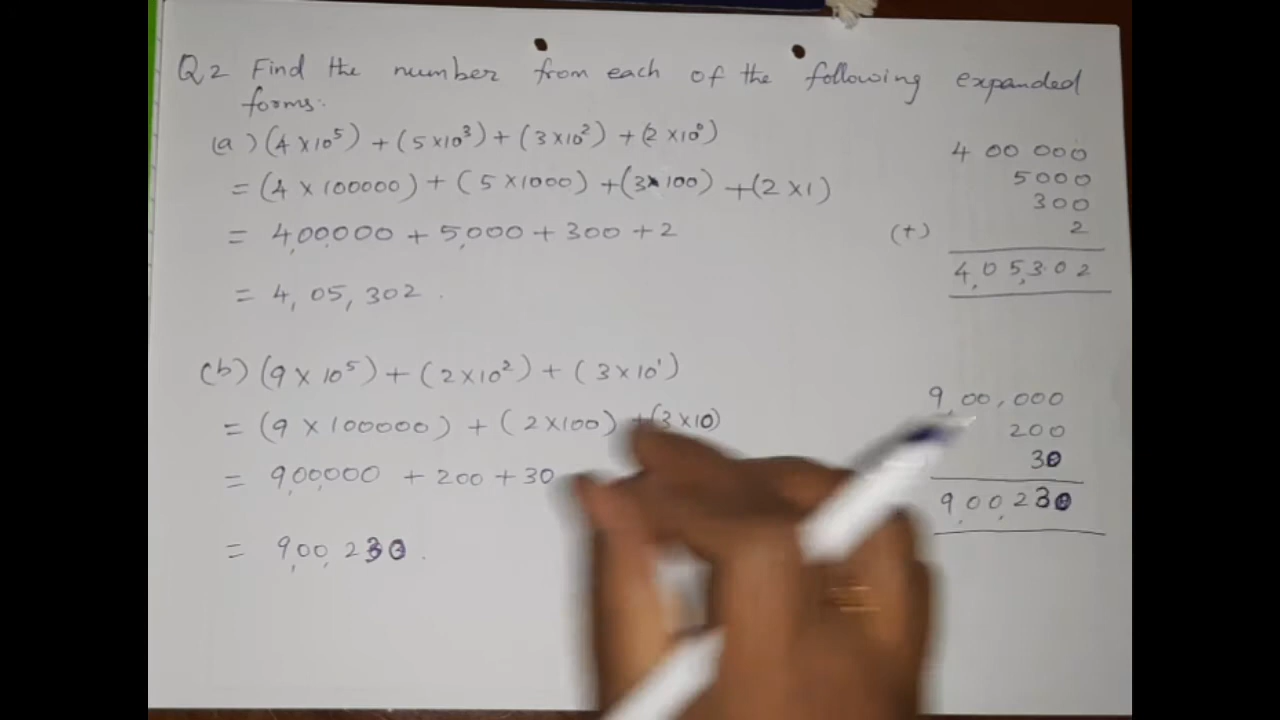 Q2 Find the number from each of the following expanded
forms:
(a) (4 × 10⁵) + (5 × 10³) + (3 × 10²) + (2 × 10⁰)
= (4 × 100000) + (5 × 1000) + (3 × 100) + (2 × 1)
= 4,00,000 + 5,000 + 300 + 2
= 4, 05, 302 .
400 000
5000
300
(+) 2
4,05,302
(b) (9 × 10⁵) + (2 × 10²) + (3 × 10¹)
= (9 × 100000) + (2 × 100) + (3 × 10)
= 9,00,000 + 200 + 30
= 9,00,230 .
9,00,000
200
30
9,00,230